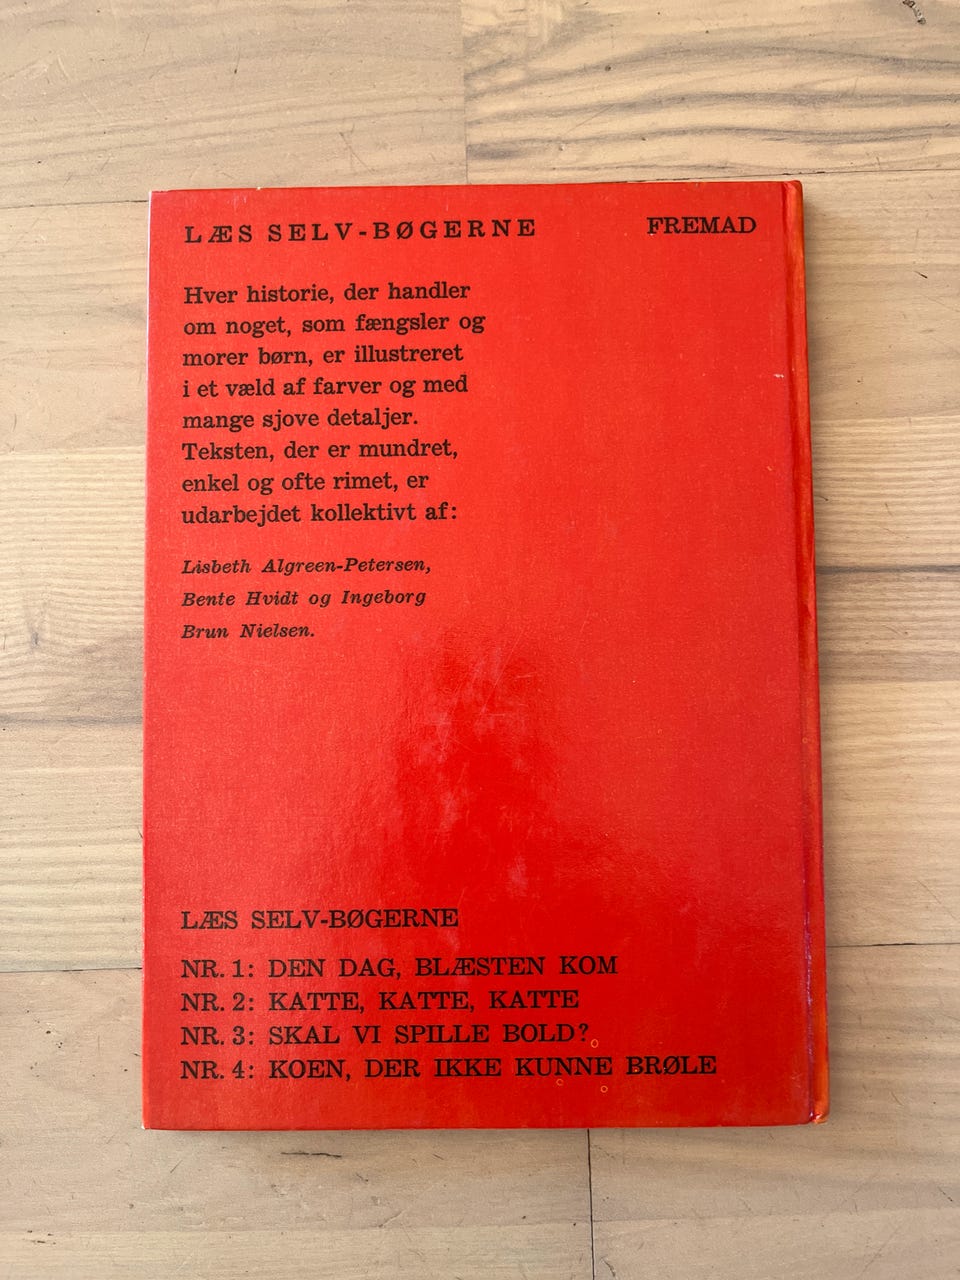 LÆS SELV-BØGERNE FREMAD
Hver historie, der handler
om noget, som fængsler og
morer børn, er illustreret
i et væld af farver og med
mange sjove detaljer.
Teksten, der er mundret,
enkel og ofte rimet, er
udarbejdet kollektivt af:
Lisbeth Algreen-Petersen,
Bente Hvidt og Ingeborg
Brun Nielsen.
LÆS SELV-BØGERNE
NR. 1: DEN DAG, BLÆSTEN KOM
NR. 2: KATTE, KATTE, KATTE
NR. 3: SKAL VI SPILLE BOLD?
NR. 4: KOEN, DER IKKE KUNNE BRØLE